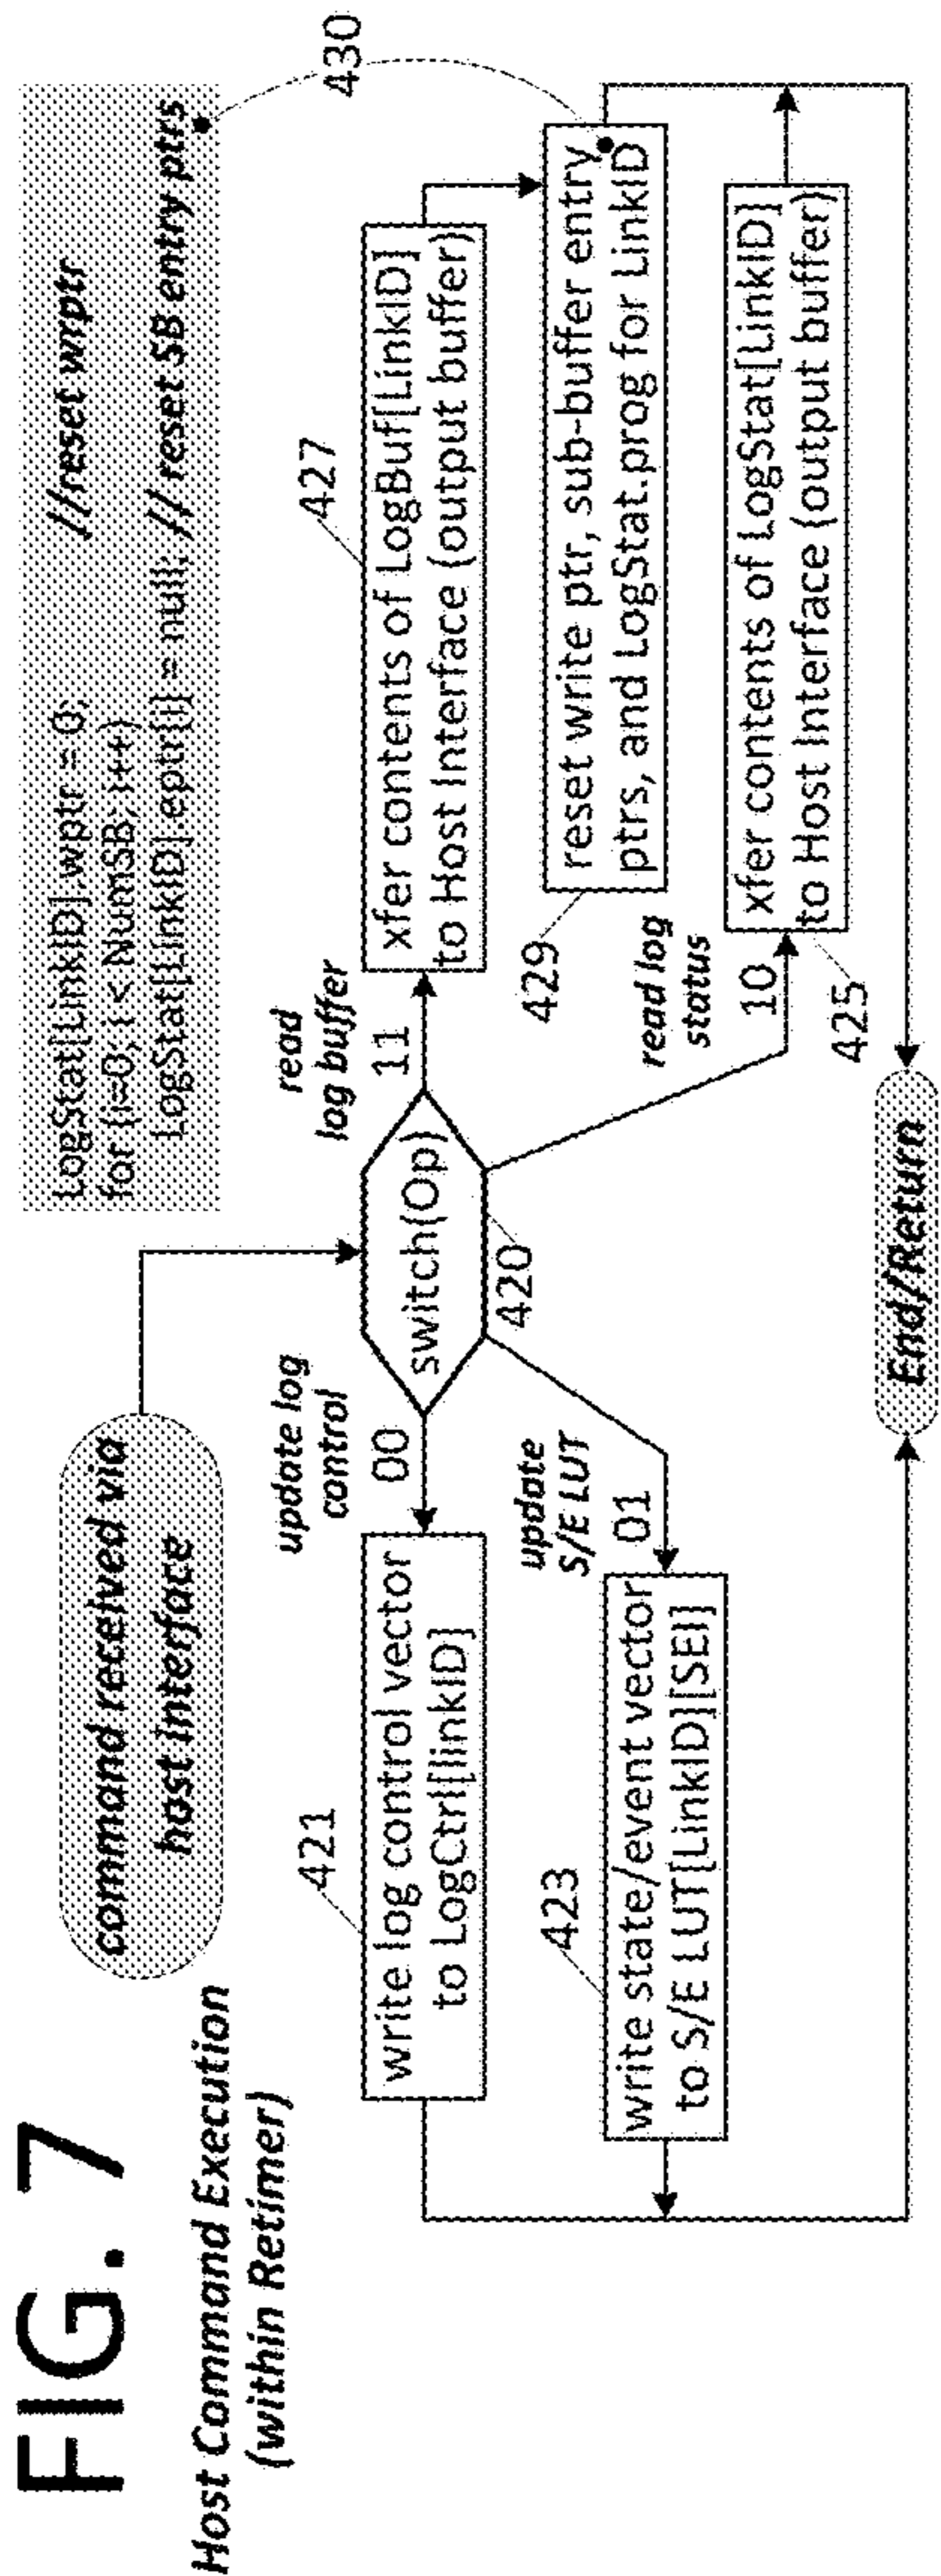 FIG. 7
Host Command Execution
(within Retimer)
command received via
host interface
LogStat[LinkID].wptr = 0; //reset wrptr
for (i=0; i < NumSB; i++)
LogStat[LinkID].eptr[i] = null; // reset SB entry ptrs
430
switch(Op)
420
update log
control
00
421
write log control vector
to LogCtrl[linkID]
update
S/E LUT
01
423
write state/event vector
to S/E LUT[LinkID][SEI]
read
log buffer
11
427
xfer contents of LogBuf[LinkID]
to Host Interface (output buffer)
429
reset write ptr, sub-buffer entry
ptrs, and LogStat.prog for LinkID
read log
status
10
425
xfer contents of LogStat[LinkID]
to Host Interface (output buffer)
End/Return